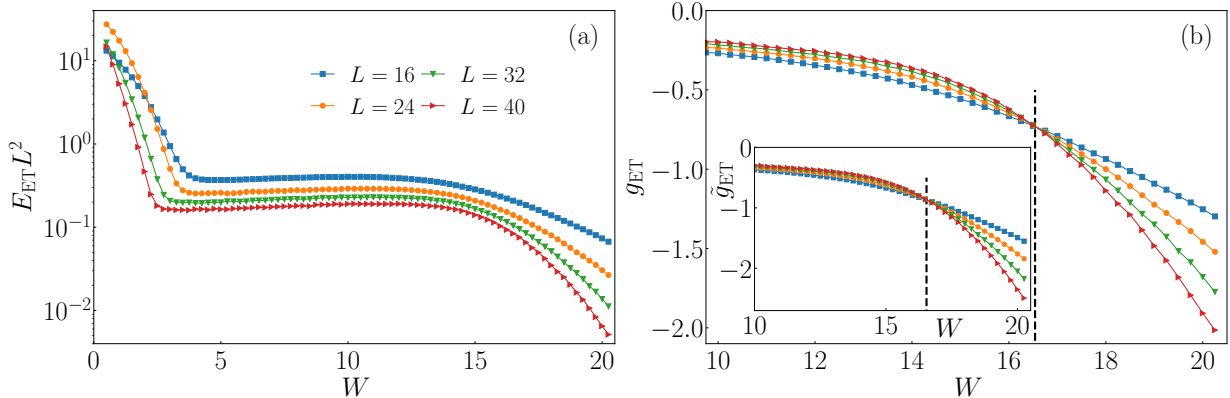 (a)
L = 16
L = 32
L = 24
L = 40
E_ET L^2
10^1
10^0
10^{-1}
10^{-2}
0
5
10
15
20
W
(b)
g_ET
0.0
−0.5
−1.0
−1.5
−2.0
10
12
14
16
18
20
W
g̃_ET
0
−1
−2
10
15
W
20